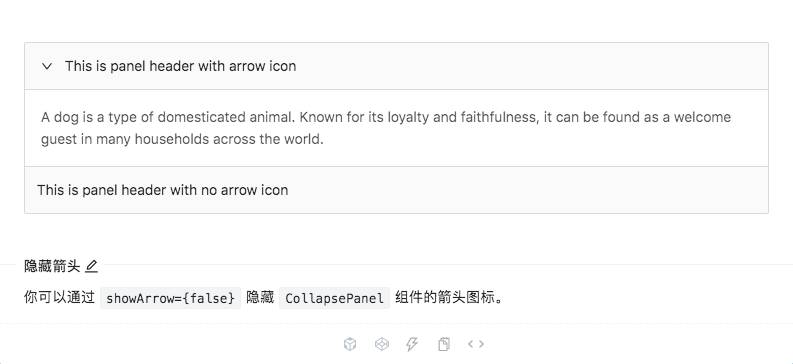 This is panel header with arrow icon
A dog is a type of domesticated animal. Known for its loyalty and faithfulness, it can be found as a welcome
guest in many households across the world.
This is panel header with no arrow icon
隐藏箭头
你可以通过 showArrow={false} 隐藏 CollapsePanel 组件的箭头图标。